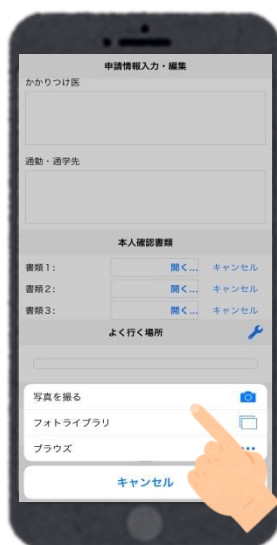 申請情報入力・編集
かかりつけ医
通勤・通学先
本人確認書類
書類1: 開く... キャンセル
書類2: 開く... キャンセル
書類3: 開く... キャンセル
よく行く場所
写真を撮る
フォトライブラリ
ブラウズ
キャンセル